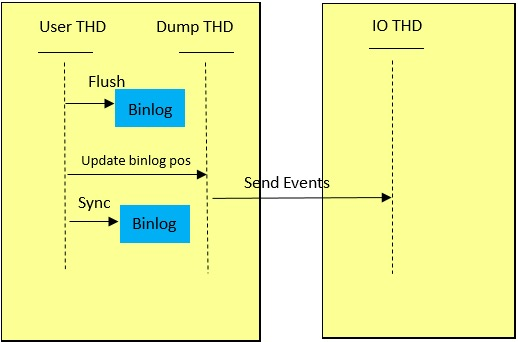 User THD
Dump THD
IO THD
Flush
Binlog
Update binlog pos
Send Events
Sync
Binlog